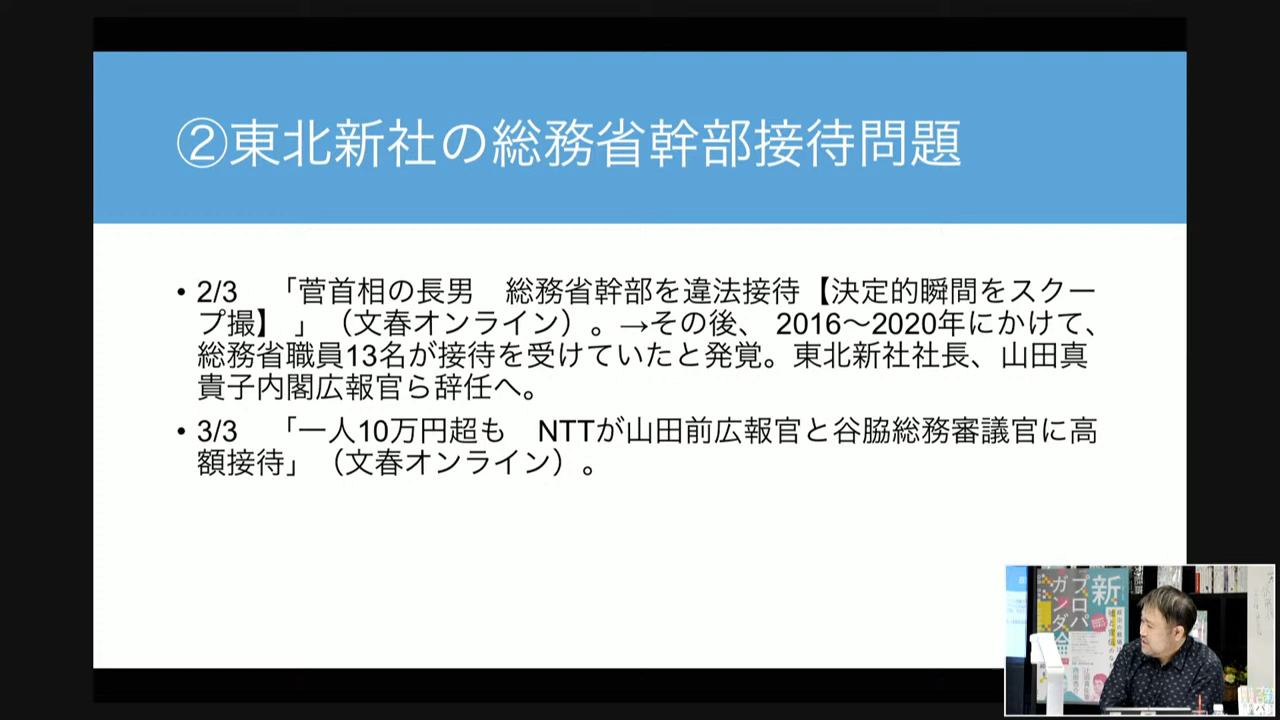 ②東北新社の総務省幹部接待問題
• 2/3　「菅首相の長男　総務省幹部を違法接待【決定的瞬間をスクー
プ撮】 」（文春オンライン）。→その後、 2016〜2020年にかけて、
総務省職員13名が接待を受けていたと発覚。東北新社社長、山田真
貴子内閣広報官ら辞任へ。
• 3/3　「一人10万円超も　NTTが山田前広報官と谷脇総務審議官に高
額接待」（文春オンライン）。
新
プロパ
ガンダ